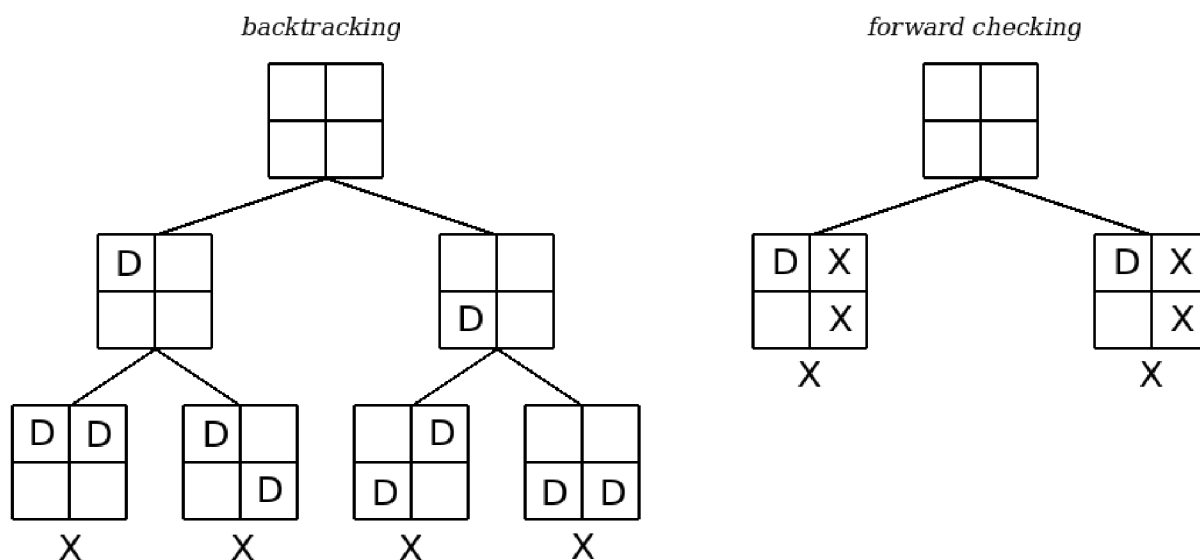 backtracking forward checking
D D X D X
D X X
X X
D D D D
D D D D
X X X X